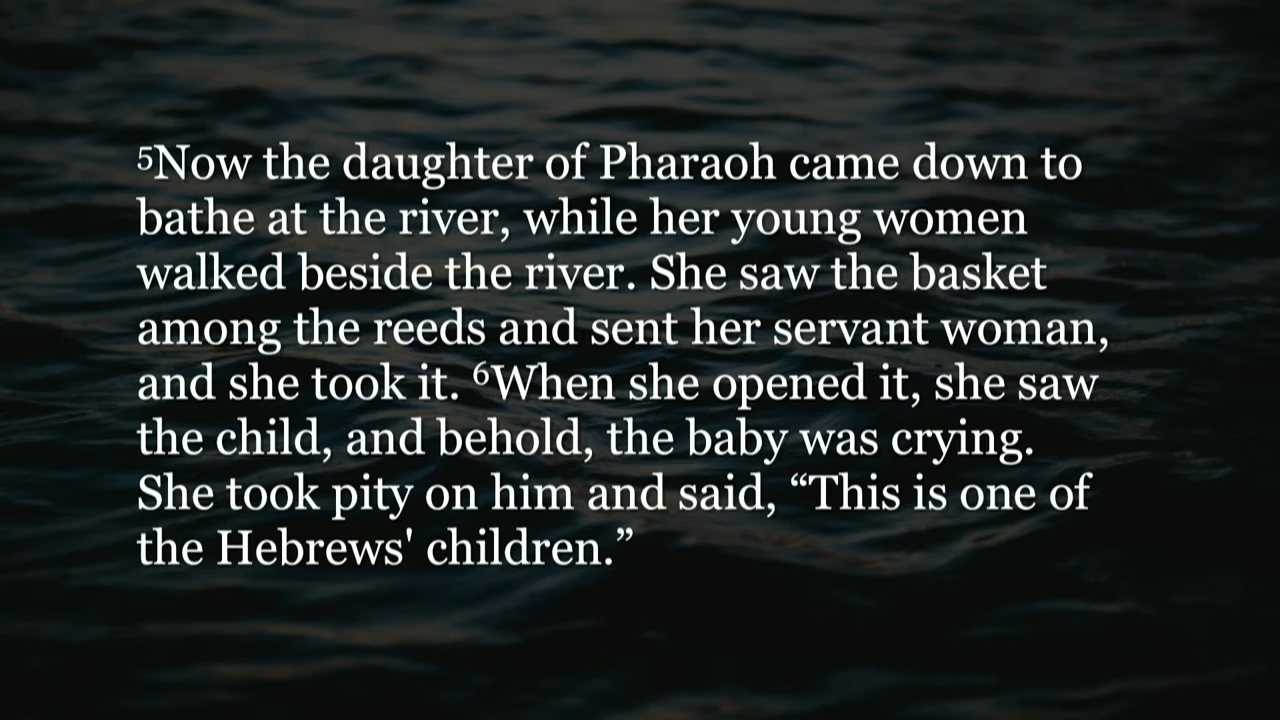 ⁵Now the daughter of Pharaoh came down to
bathe at the river, while her young women
walked beside the river. She saw the basket
among the reeds and sent her servant woman,
and she took it. ⁶When she opened it, she saw
the child, and behold, the baby was crying.
She took pity on him and said, “This is one of
the Hebrews' children.”